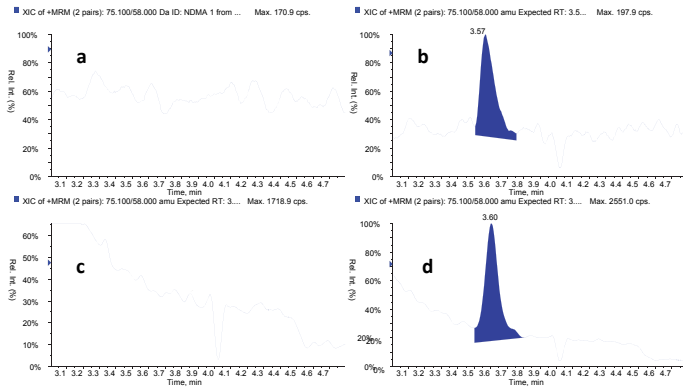 XIC of +MRM (2 pairs): 75.100/58.000 Da ID: NDMA 1 from ... Max. 170.9 cps.
100%
80%
60%
40%
20%
0%
Rel. Int. (%)
a
3.1 3.2 3.3 3.4 3.5 3.6 3.7 3.8 3.9 4.0 4.1 4.2 4.3 4.4 4.5 4.6 4.7
Time, min
XIC of +MRM (2 pairs): 75.100/58.000 amu Expected RT: 3.5... Max. 197.9 cps.
100%
80%
60%
40%
20%
0%
Rel. Int. (%)
b
3.57
3.1 3.2 3.3 3.4 3.5 3.6 3.7 3.8 3.9 4.0 4.1 4.2 4.3 4.4 4.5 4.6 4.7
Time, min
XIC of +MRM (2 pairs): 75.100/58.000 amu Expected RT: 3.... Max. 1718.9 cps.
60%
50%
40%
30%
20%
10%
0%
Rel. Int. (%)
c
3.1 3.2 3.3 3.4 3.5 3.6 3.7 3.8 3.9 4.0 4.1 4.2 4.3 4.4 4.5 4.6 4.7
Time, min
XIC of +MRM (2 pairs): 75.100/58.000 amu Expected RT: 3.... Max. 2551.0 cps.
100%
80%
60%
40%
20%
20%
0%
Rel. Int. (%)
d
3.60
3.1 3.2 3.3 3.4 3.5 3.6 3.7 3.8 3.9 4.0 4.1 4.2 4.3 4.4 4.5 4.6 4.7
Time, min